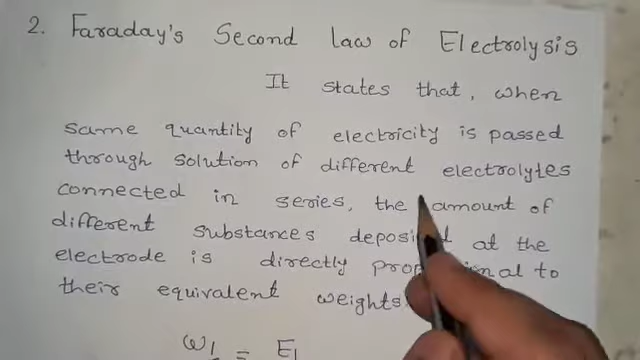 2. Faraday's Second law of Electrolysis
It states that, when
same quantity of electricity is passed
through solution of different electrolytes
connected in series, the amount of
different substances at the
electrode is directly to
their equivalent weights
W1 = E1